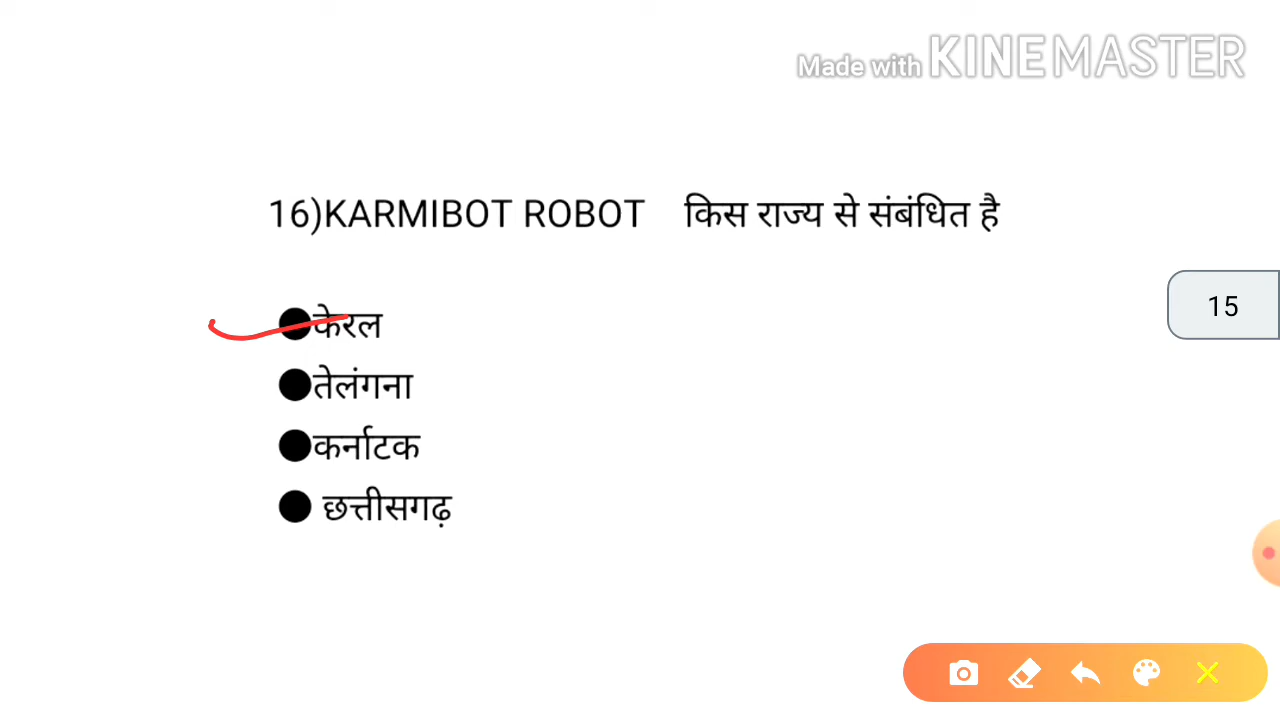 Made with KINEMASTER
16)KARMIBOT ROBOT किस राज्य से संबंधित है
●केरल
15
●तेलंगना
●कर्नाटक
● छत्तीसगढ़